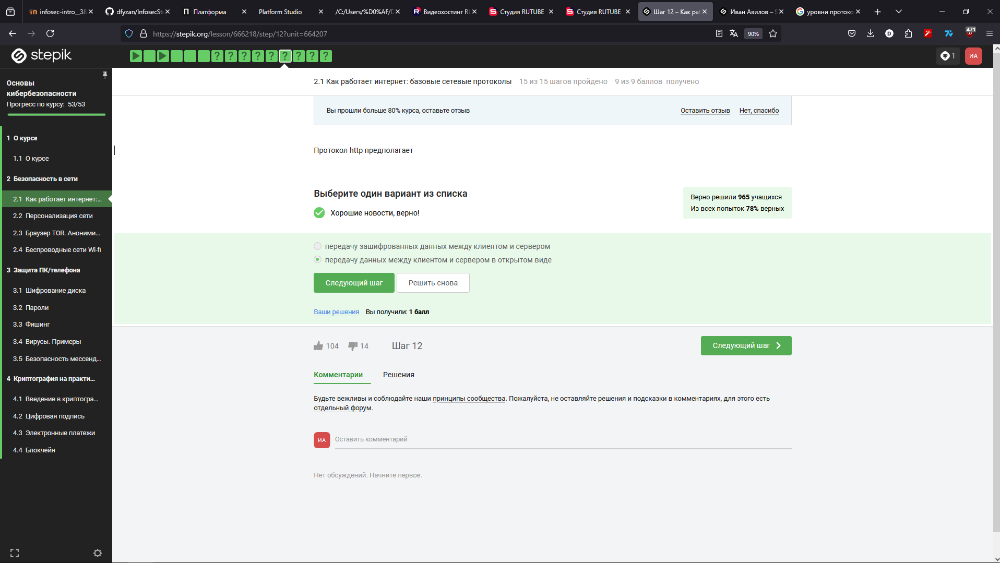 infosec-intro__38
dfyzan/InfosecSte
Платформа
Platform Studio
/C:/Users/%D0%AF/D
Видеохостинг RU
Студия RUTUBE
Студия RUTUBE
Шаг 12 – Как ра
Иван Авилов – S
уровни протоко
https://stepik.org/lesson/666218/step/12?unit=664207
90%
471
stepik
? ? ? ? ? ? ? ? ?
1
ИА
Основы
кибербезопасности
Прогресс по курсу: 53/53
1 О курсе
1.1 О курсе
2 Безопасность в сети
2.1 Как работает интернет:...
2.2 Персонализация сети
2.3 Браузер TOR. Аноними...
2.4 Беспроводные сети Wi-fi
3 Защита ПК/телефона
3.1 Шифрование диска
3.2 Пароли
3.3 Фишинг
3.4 Вирусы. Примеры
3.5 Безопасность мессенд...
4 Криптография на практи...
4.1 Введение в криптогра...
4.2 Цифровая подпись
4.3 Электронные платежи
4.4 Блокчейн
2.1 Как работает интернет: базовые сетевые протоколы 15 из 15 шагов пройдено 9 из 9 баллов получено
Вы прошли больше 80% курса, оставьте отзыв
Оставить отзыв Нет, спасибо
Протокол http предполагает
Выберите один вариант из списка
Верно решили 965 учащихся
Из всех попыток 78% верных
Хорошие новости, верно!
передачу зашифрованных данных между клиентом и сервером
передачу данных между клиентом и сервером в открытом виде
Следующий шаг Решить снова
Ваши решения Вы получили: 1 балл
104 14 Шаг 12
Следующий шаг
Комментарии Решения
Будьте вежливы и соблюдайте наши принципы сообщества. Пожалуйста, не оставляйте решения и подсказки в комментариях, для этого есть
отдельный форум.
ИА
Оставить комментарий
Нет обсуждений. Начните первое.